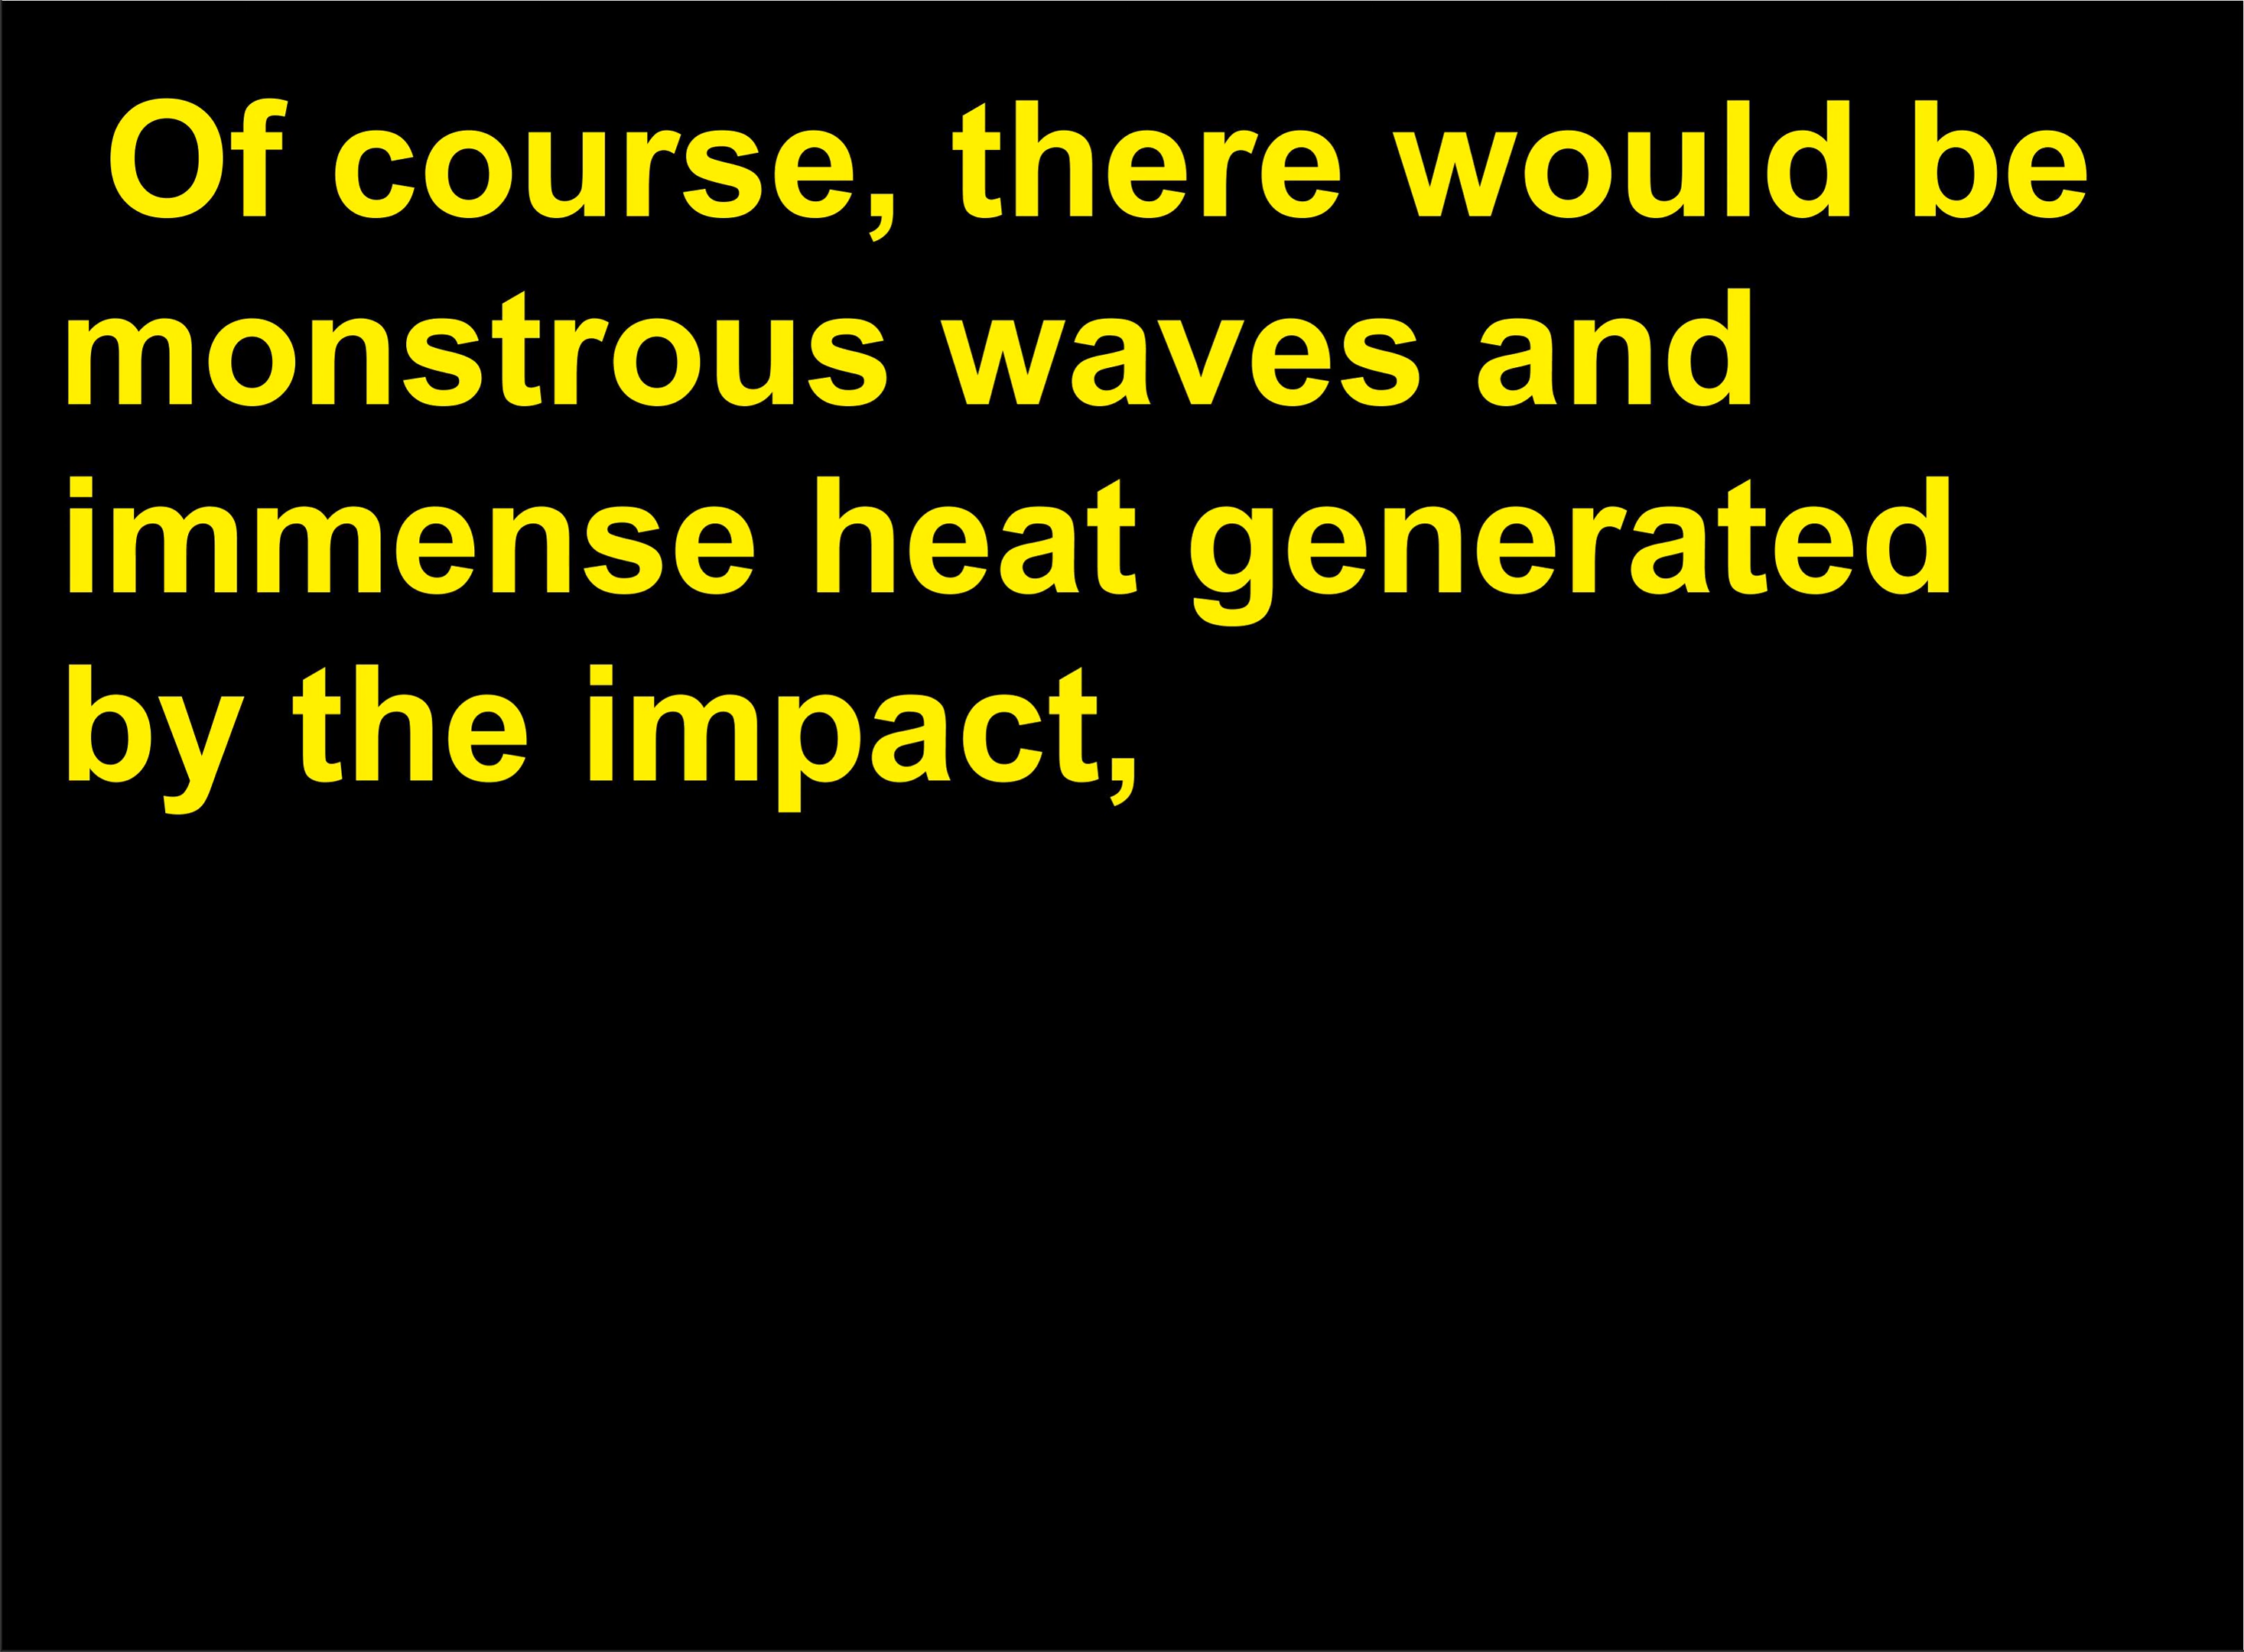 Of course, there would be
monstrous waves and
immense heat generated
by the impact,